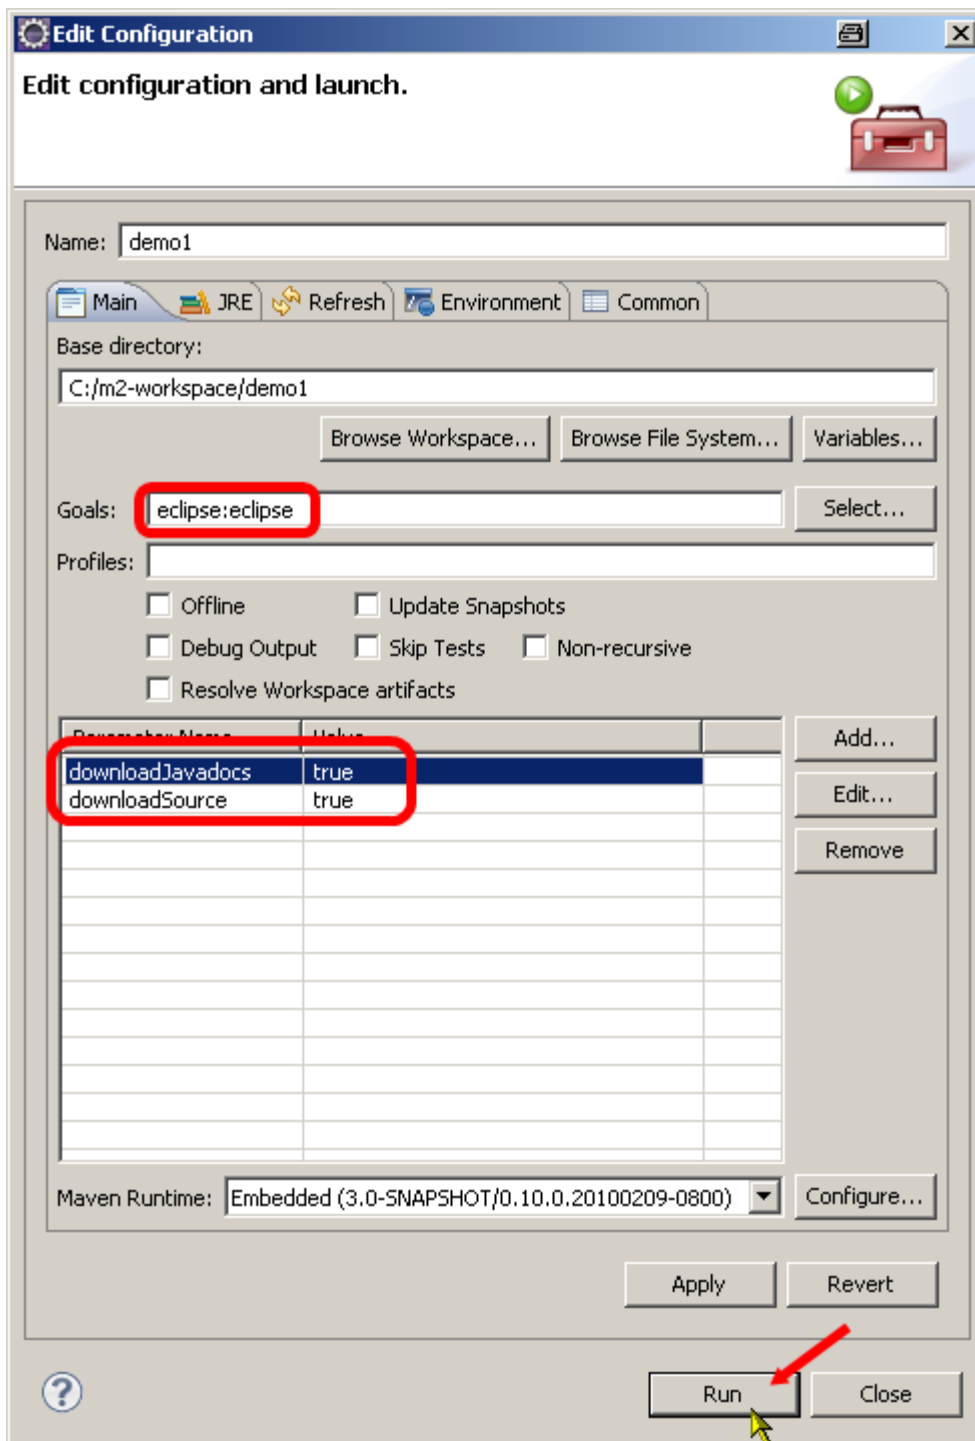 Edit Configuration
Edit configuration and launch.
Name: demo1
Main JRE Refresh Environment Common
Base directory:
C:/m2-workspace/demo1
Browse Workspace... Browse File System... Variables...
Goals: eclipse:eclipse Select...
Profiles:
Offline Update Snapshots
Debug Output Skip Tests Non-recursive
Resolve Workspace artifacts
Parameter Name Value Add...
downloadJavadocs true
downloadSource true Edit...
Remove
Maven Runtime: Embedded (3.0-SNAPSHOT/0.10.0.20100209-0800) Configure...
Apply Revert
? Run Close